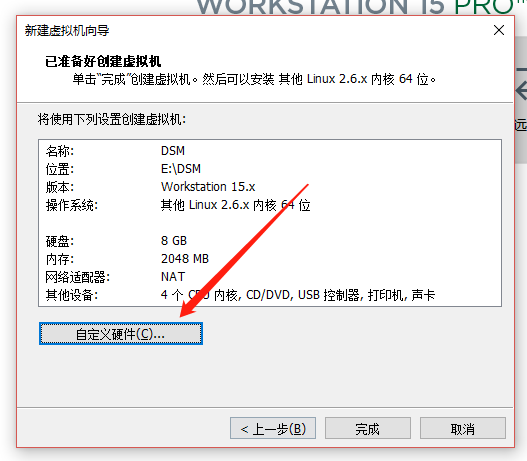 WORKSTATION 15 PRO™
新建虚拟机向导
已准备好创建虚拟机
单击“完成”创建虚拟机。然后可以安装 其他 Linux 2.6.x 内核 64 位。
将使用下列设置创建虚拟机:
名称: DSM
位置: E:\DSM
版本: Workstation 15.x
操作系统: 其他 Linux 2.6.x 内核 64 位
硬盘: 8 GB
内存: 2048 MB
网络适配器: NAT
其他设备: 4 个 CPU 内核, CD/DVD, USB 控制器, 打印机, 声卡
自定义硬件(C)...
< 上一步(B)
完成
取消
远